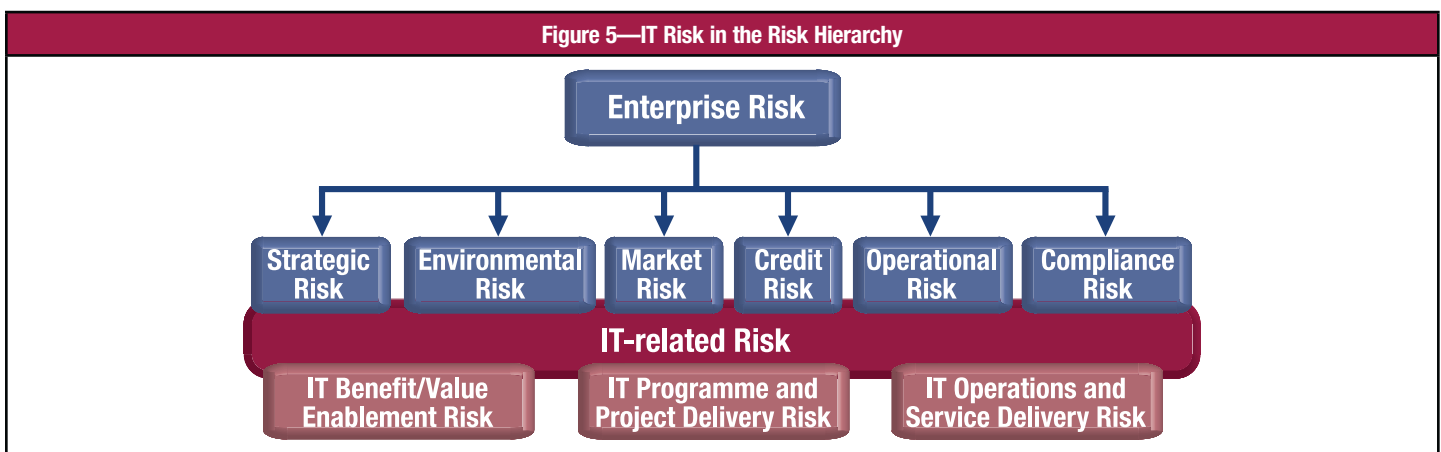 Figure 5—IT Risk in the Risk Hierarchy
Enterprise Risk
Strategic
Risk
Environmental
Risk
Market
Risk
Credit
Risk
Operational
Risk
Compliance
Risk
IT-related Risk
IT Benefit/Value
Enablement Risk
IT Programme and
Project Delivery Risk
IT Operations and
Service Delivery Risk